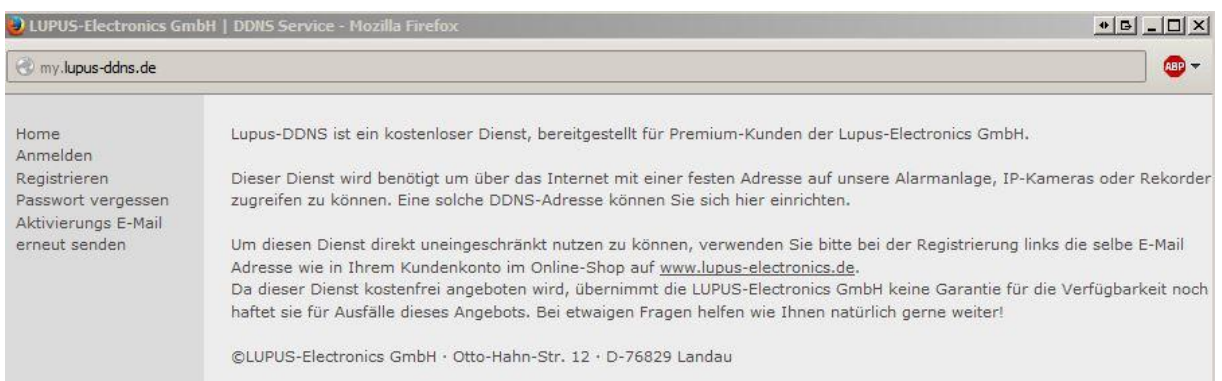 LUPUS-Electronics GmbH | DDNS Service - Mozilla Firefox
my.lupus-ddns.de
ABP
Home
Anmelden
Registrieren
Passwort vergessen
Aktivierungs E-Mail
erneut senden
Lupus-DDNS ist ein kostenloser Dienst, bereitgestellt für Premium-Kunden der Lupus-Electronics GmbH.
Dieser Dienst wird benötigt um über das Internet mit einer festen Adresse auf unsere Alarmanlage, IP-Kameras oder Rekorder
zugreifen zu können. Eine solche DDNS-Adresse können Sie sich hier einrichten.
Um diesen Dienst direkt uneingeschränkt nutzen zu können, verwenden Sie bitte bei der Registrierung links die selbe E-Mail
Adresse wie in Ihrem Kundenkonto im Online-Shop auf www.lupus-electronics.de.
Da dieser Dienst kostenfrei angeboten wird, übernimmt die LUPUS-Electronics GmbH keine Garantie für die Verfügbarkeit noch
haftet sie für Ausfälle dieses Angebots. Bei etwaigen Fragen helfen wie Ihnen natürlich gerne weiter!
©LUPUS-Electronics GmbH · Otto-Hahn-Str. 12 · D-76829 Landau